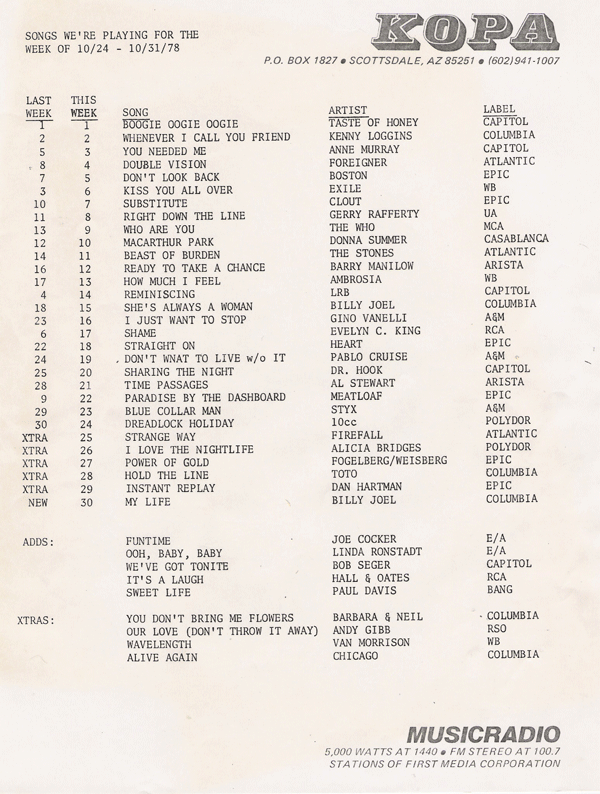 SONGS WE'RE PLAYING FOR THE
WEEK OF 10/24 - 10/31/78
KOPA
P.O. BOX 1827 ● SCOTTSDALE, AZ 85251 ● (602)941-1007
LAST THIS
WEEK WEEK SONG ARTIST LABEL
1 1 BOOGIE OOGIE OOGIE TASTE OF HONEY CAPITOL
2 2 WHENEVER I CALL YOU FRIEND KENNY LOGGINS COLUMBIA
5 3 YOU NEEDED ME ANNE MURRAY CAPITOL
8 4 DOUBLE VISION FOREIGNER ATLANTIC
7 5 DON'T LOOK BACK BOSTON EPIC
3 6 KISS YOU ALL OVER EXILE WB
10 7 SUBSTITUTE CLOUT EPIC
11 8 RIGHT DOWN THE LINE GERRY RAFFERTY UA
13 9 WHO ARE YOU THE WHO MCA
12 10 MACARTHUR PARK DONNA SUMMER CASABLANCA
14 11 BEAST OF BURDEN THE STONES ATLANTIC
16 12 READY TO TAKE A CHANCE BARRY MANILOW ARISTA
17 13 HOW MUCH I FEEL AMBROSIA WB
4 14 REMINISCING LRB CAPITOL
18 15 SHE'S ALWAYS A WOMAN BILLY JOEL COLUMBIA
23 16 I JUST WANT TO STOP GINO VANELLI A&M
6 17 SHAME EVELYN C. KING RCA
22 18 STRAIGHT ON HEART EPIC
24 19 DON'T WNAT TO LIVE w/o IT PABLO CRUISE A&M
25 20 SHARING THE NIGHT DR. HOOK CAPITOL
28 21 TIME PASSAGES AL STEWART ARISTA
9 22 PARADISE BY THE DASHBOARD MEATLOAF EPIC
29 23 BLUE COLLAR MAN STYX A&M
30 24 DREADLOCK HOLIDAY 10cc POLYDOR
XTRA 25 STRANGE WAY FIREFALL ATLANTIC
XTRA 26 I LOVE THE NIGHTLIFE ALICIA BRIDGES POLYDOR
XTRA 27 POWER OF GOLD FOGELBERG/WEISBERG EPIC
XTRA 28 HOLD THE LINE TOTO COLUMBIA
XTRA 29 INSTANT REPLAY DAN HARTMAN EPIC
NEW 30 MY LIFE BILLY JOEL COLUMBIA
ADDS: FUNTIME JOE COCKER E/A
OOH, BABY, BABY LINDA RONSTADT E/A
WE'VE GOT TONITE BOB SEGER CAPITOL
IT'S A LAUGH HALL & OATES RCA
SWEET LIFE PAUL DAVIS BANG
XTRAS: YOU DON'T BRING ME FLOWERS BARBARA & NEIL COLUMBIA
OUR LOVE (DON'T THROW IT AWAY) ANDY GIBB RSO
WAVELENGTH VAN MORRISON WB
ALIVE AGAIN CHICAGO COLUMBIA
MUSICRADIO
5,000 WATTS AT 1440 ● FM STEREO AT 100.7
STATIONS OF FIRST MEDIA CORPORATION